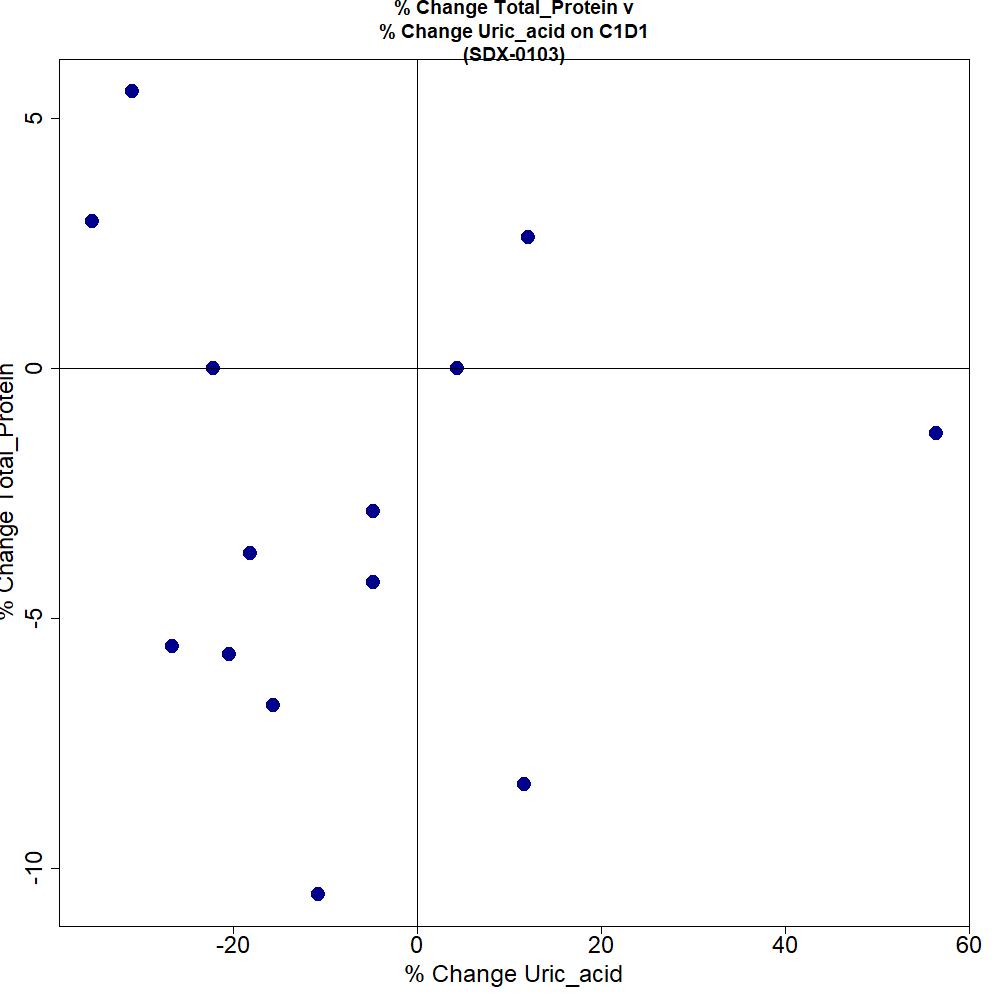 % Change Total_Protein v
% Change Uric_acid on C1D1
(SDX-0103)
5
0
-5
-10
% Change Total_Protein
-20
0
20
40
60
% Change Uric_acid